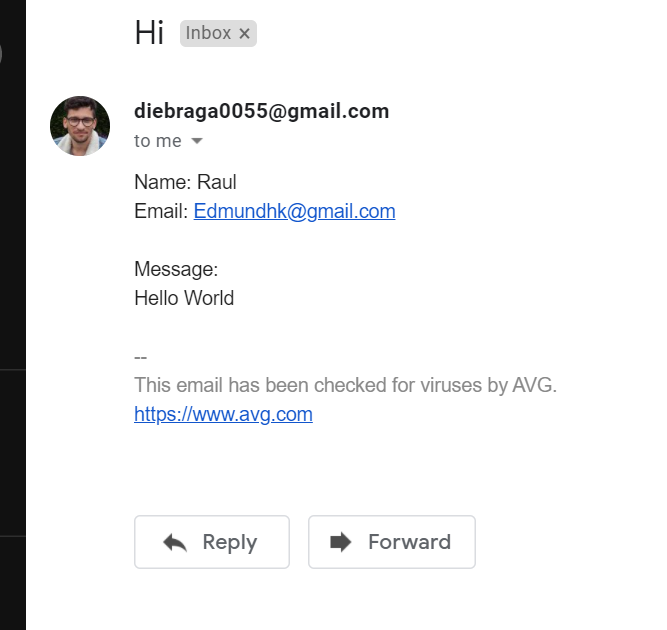 Hi Inbox ×
diebraga0055@gmail.com
to me
Name: Raul
Email: Edmundhk@gmail.com
Message:
Hello World
--
This email has been checked for viruses by AVG.
https://www.avg.com
Reply Forward